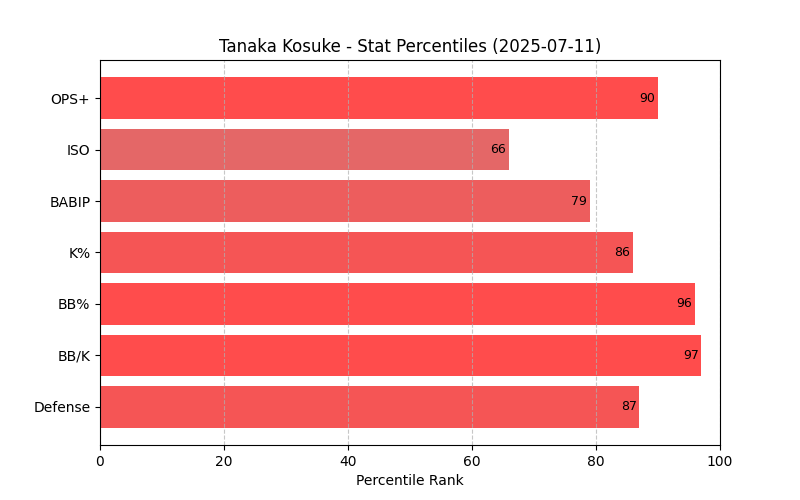 Tanaka Kosuke - Stat Percentiles (2025-07-11)
OPS+ 90
ISO 66
BABIP 79
K% 86
BB% 96
BB/K 97
Defense 87
0 20 40 60 80 100
Percentile Rank